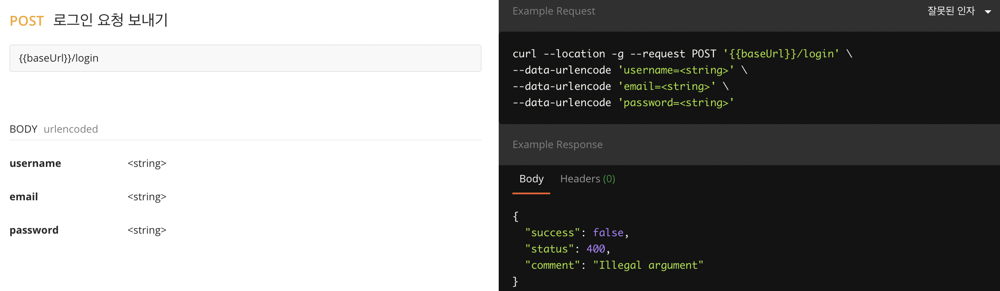 POST 로그인 요청 보내기
{{baseUrl}}/login
BODY urlencoded
username <string>
email <string>
password <string>
Example Request 잘못된 인자
curl --location -g --request POST '{{baseUrl}}/login' \
--data-urlencode 'username=<string>' \
--data-urlencode 'email=<string>' \
--data-urlencode 'password=<string>'
Example Response
Body Headers (0)
{
  "success": false,
  "status": 400,
  "comment": "Illegal argument"
}